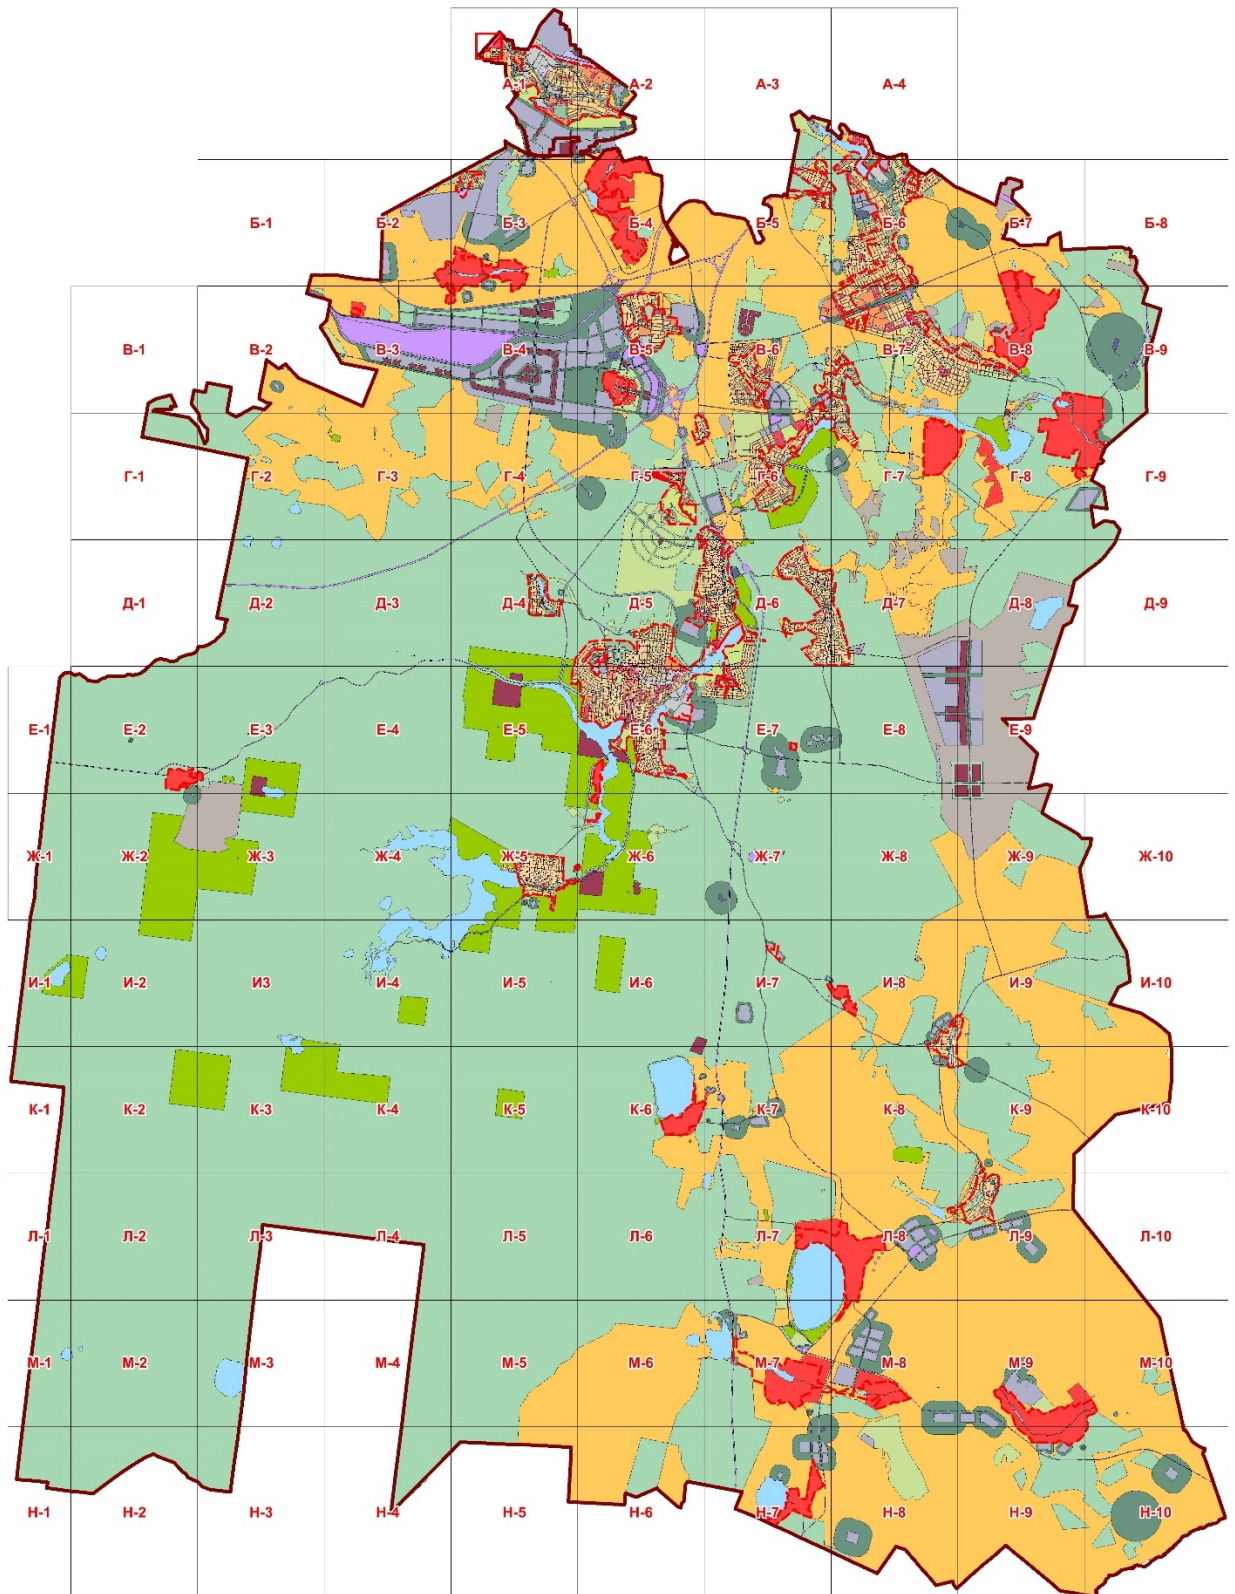 А-1 А-2 А-3 А-4
Б-1 Б-2 Б-3 Б-4 Б-5 Б-6 Б-7 Б-8
В-1 В-2 В-3 В-4 В-5 В-6 В-7 В-8 В-9
Г-1 Г-2 Г-3 Г-4 Г-5 Г-6 Г-7 Г-8 Г-9
Д-1 Д-2 Д-3 Д-4 Д-5 Д-6 Д-7 Д-8 Д-9
Е-1 Е-2 Е-3 Е-4 Е-5 Е-6 Е-7 Е-8 Е-9
Ж-1 Ж-2 Ж-3 Ж-4 Ж-5 Ж-6 Ж-7 Ж-8 Ж-9 Ж-10
И-1 И-2 И3 И-4 И-5 И-6 И-7 И-8 И-9 И-10
К-1 К-2 К-3 К-4 К-5 К-6 К-7 К-8 К-9 К-10
Л-1 Л-2 Л-3 Л-4 Л-5 Л-6 Л-7 Л-8 Л-9 Л-10
М-1 М-2 М-3 М-4 М-5 М-6 М-7 М-8 М-9 М-10
Н-1 Н-2 Н-3 Н-4 Н-5 Н-6 Н-7 Н-8 Н-9 Н-10